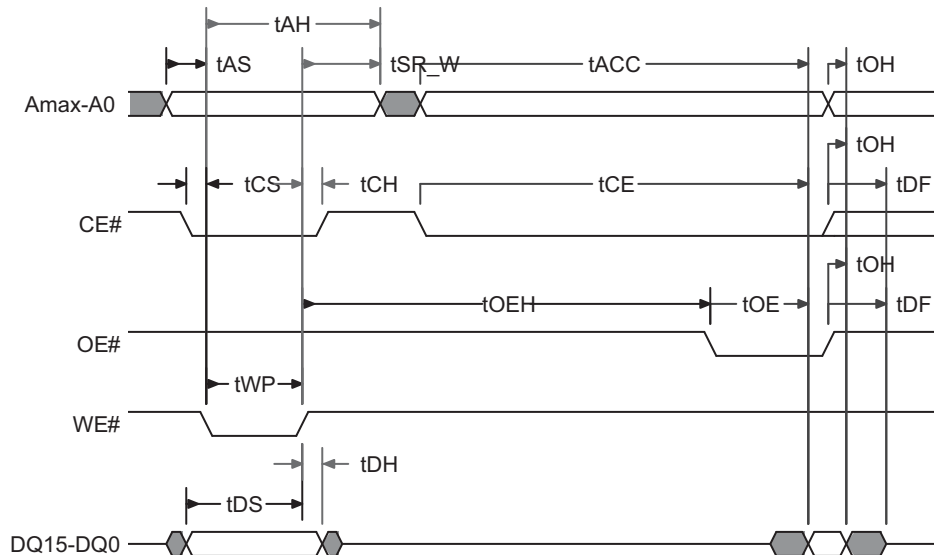 tAH
tAS tSR_W tACC tOH
Amax-A0
tOH
tCS tCH tCE tDF
CE#
tOH
tOEH tOE tDF
OE#
tWP
WE#
tDH
tDS
DQ15-DQ0